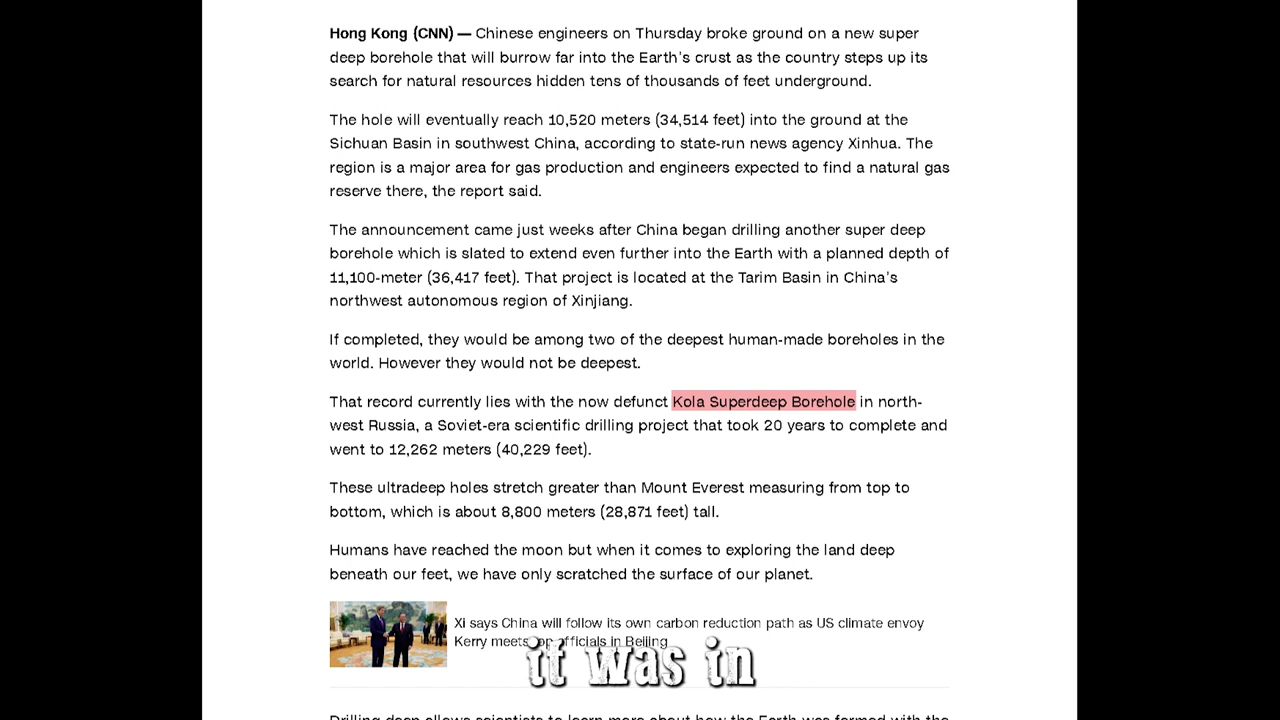 Hong Kong (CNN) — Chinese engineers on Thursday broke ground on a new super
deep borehole that will burrow far into the Earth's crust as the country steps up its
search for natural resources hidden tens of thousands of feet underground.
The hole will eventually reach 10,520 meters (34,514 feet) into the ground at the
Sichuan Basin in southwest China, according to state-run news agency Xinhua. The
region is a major area for gas production and engineers expected to find a natural gas
reserve there, the report said.
The announcement came just weeks after China began drilling another super deep
borehole which is slated to extend even further into the Earth with a planned depth of
11,100-meter (36,417 feet). That project is located at the Tarim Basin in China's
northwest autonomous region of Xinjiang.
If completed, they would be among two of the deepest human-made boreholes in the
world. However they would not be deepest.
That record currently lies with the now defunct Kola Superdeep Borehole in north-
west Russia, a Soviet-era scientific drilling project that took 20 years to complete and
went to 12,262 meters (40,229 feet).
These ultradeep holes stretch greater than Mount Everest measuring from top to
bottom, which is about 8,800 meters (28,871 feet) tall.
Humans have reached the moon but when it comes to exploring the land deep
beneath our feet, we have only scratched the surface of our planet.
Xi says China will follow its own carbon reduction path as US climate envoy
Kerry meets top officials in Beijing
it was in
Drilling deep allows scientists to learn more about how the Earth was formed with the